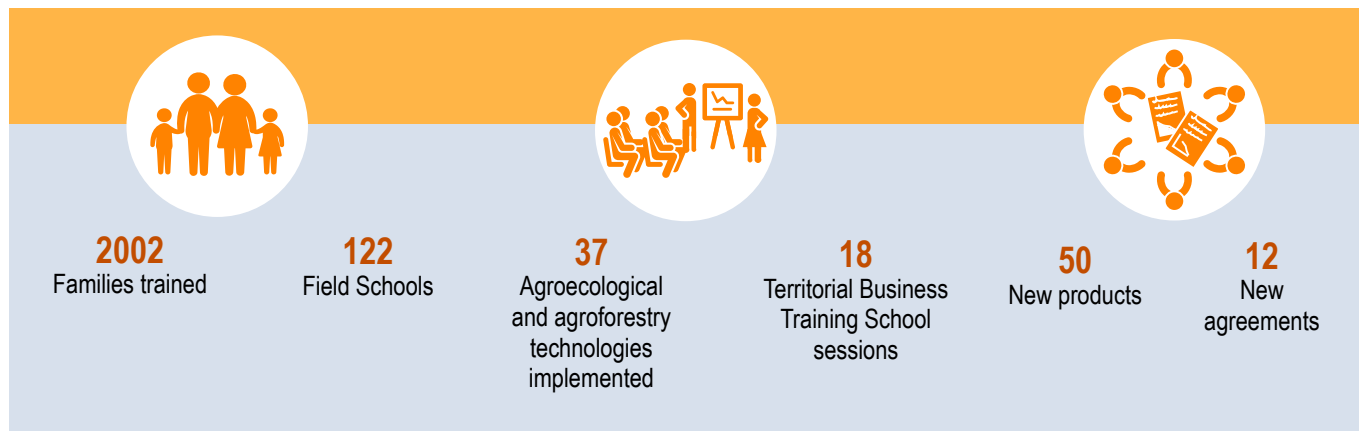 2002
Families trained
122
Field Schools
37
Agroecological
and agroforestry
technologies
implemented
18
Territorial Business
Training School
sessions
50
New products
12
New
agreements